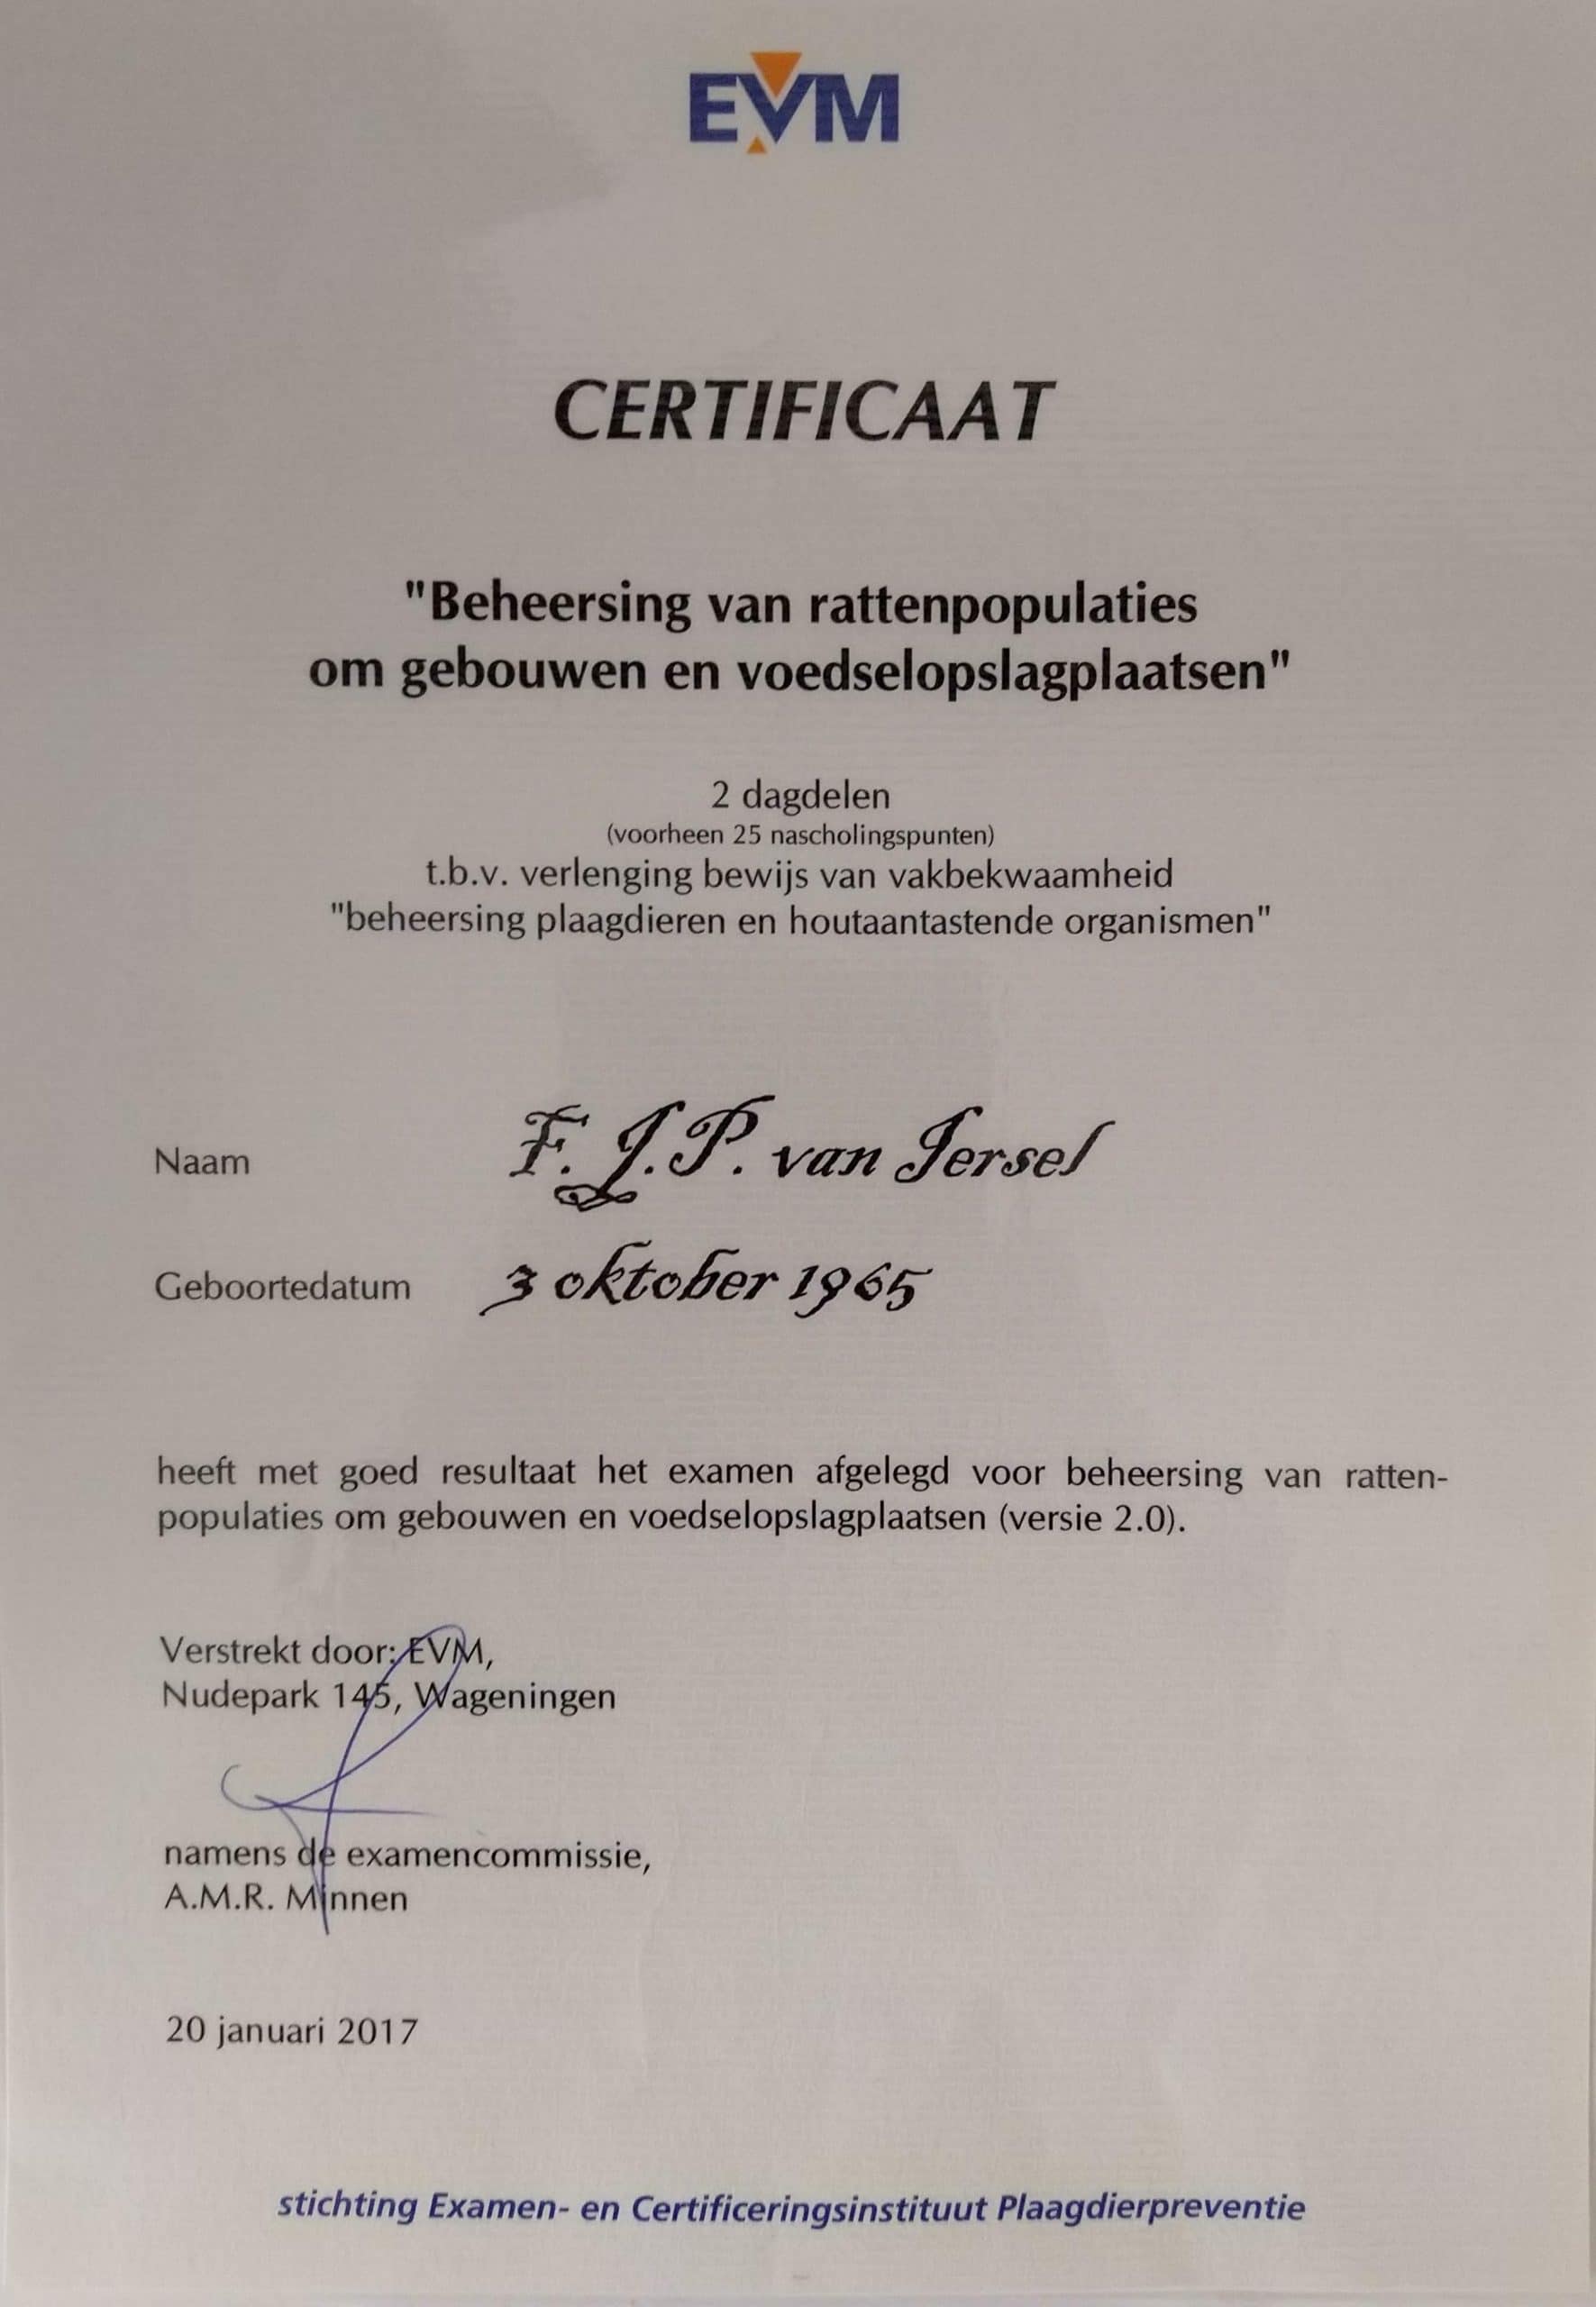 EVM
CERTIFICAAT
"Beheersing van rattenpopulaties
om gebouwen en voedselopslagplaatsen"
2 dagdelen
(voorheen 25 nascholingspunten)
t.b.v. verlenging bewijs van vakbekwaamheid
"beheersing plaagdieren en houtaantastende organismen"
Naam F. J.P. van Iersel
Geboortedatum 3 oktober 1965
heeft met goed resultaat het examen afgelegd voor beheersing van ratten-
populaties om gebouwen en voedselopslagplaatsen (versie 2.0).
Verstrekt door: EVM,
Nudepark 145, Wageningen
namens de examencommissie,
A.M.R. Minnen
20 januari 2017
stichting Examen- en Certificeringsinstituut Plaagdierpreventie